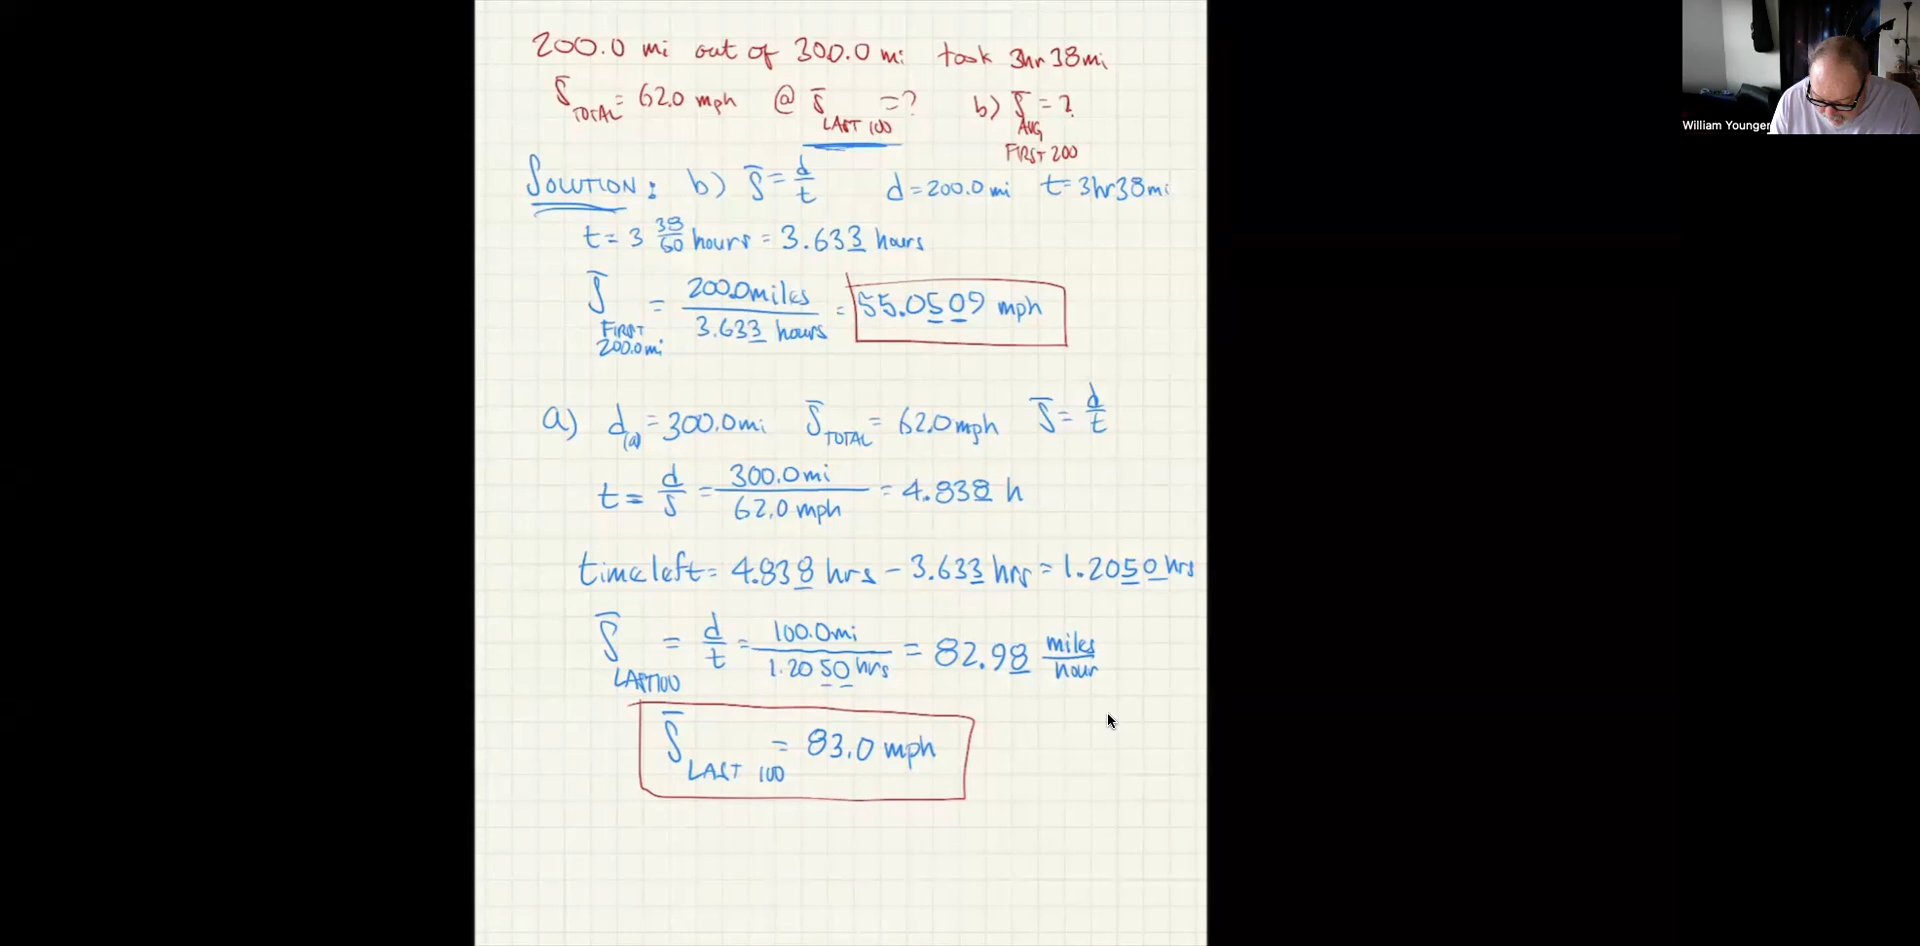 200.0 mi out of 300.0 mi took 3hr 38mi
S̄ TOTAL = 62.0 mph @ S̄ LAST 100 = ? b) S̄ AVG FIRST 200 = ?
SOLUTION: b) S̄ = d/t d = 200.0 mi t = 3hr38mi
t = 3 38/60 hours = 3.633 hours
S̄ FIRST 200.0mi = 200.0miles / 3.633 hours = 55.0509 mph
a) d(a) = 300.0mi S̄ TOTAL = 62.0mph S̄ = d/t
t = d/S = 300.0mi / 62.0 mph = 4.838 h
time left = 4.838 hrs - 3.633 hrs = 1.2050 hrs
S̄ LAST100 = d/t = 100.0mi / 1.2050 hrs = 82.98 miles/hour
S̄ LAST 100 = 83.0 mph
William Younger